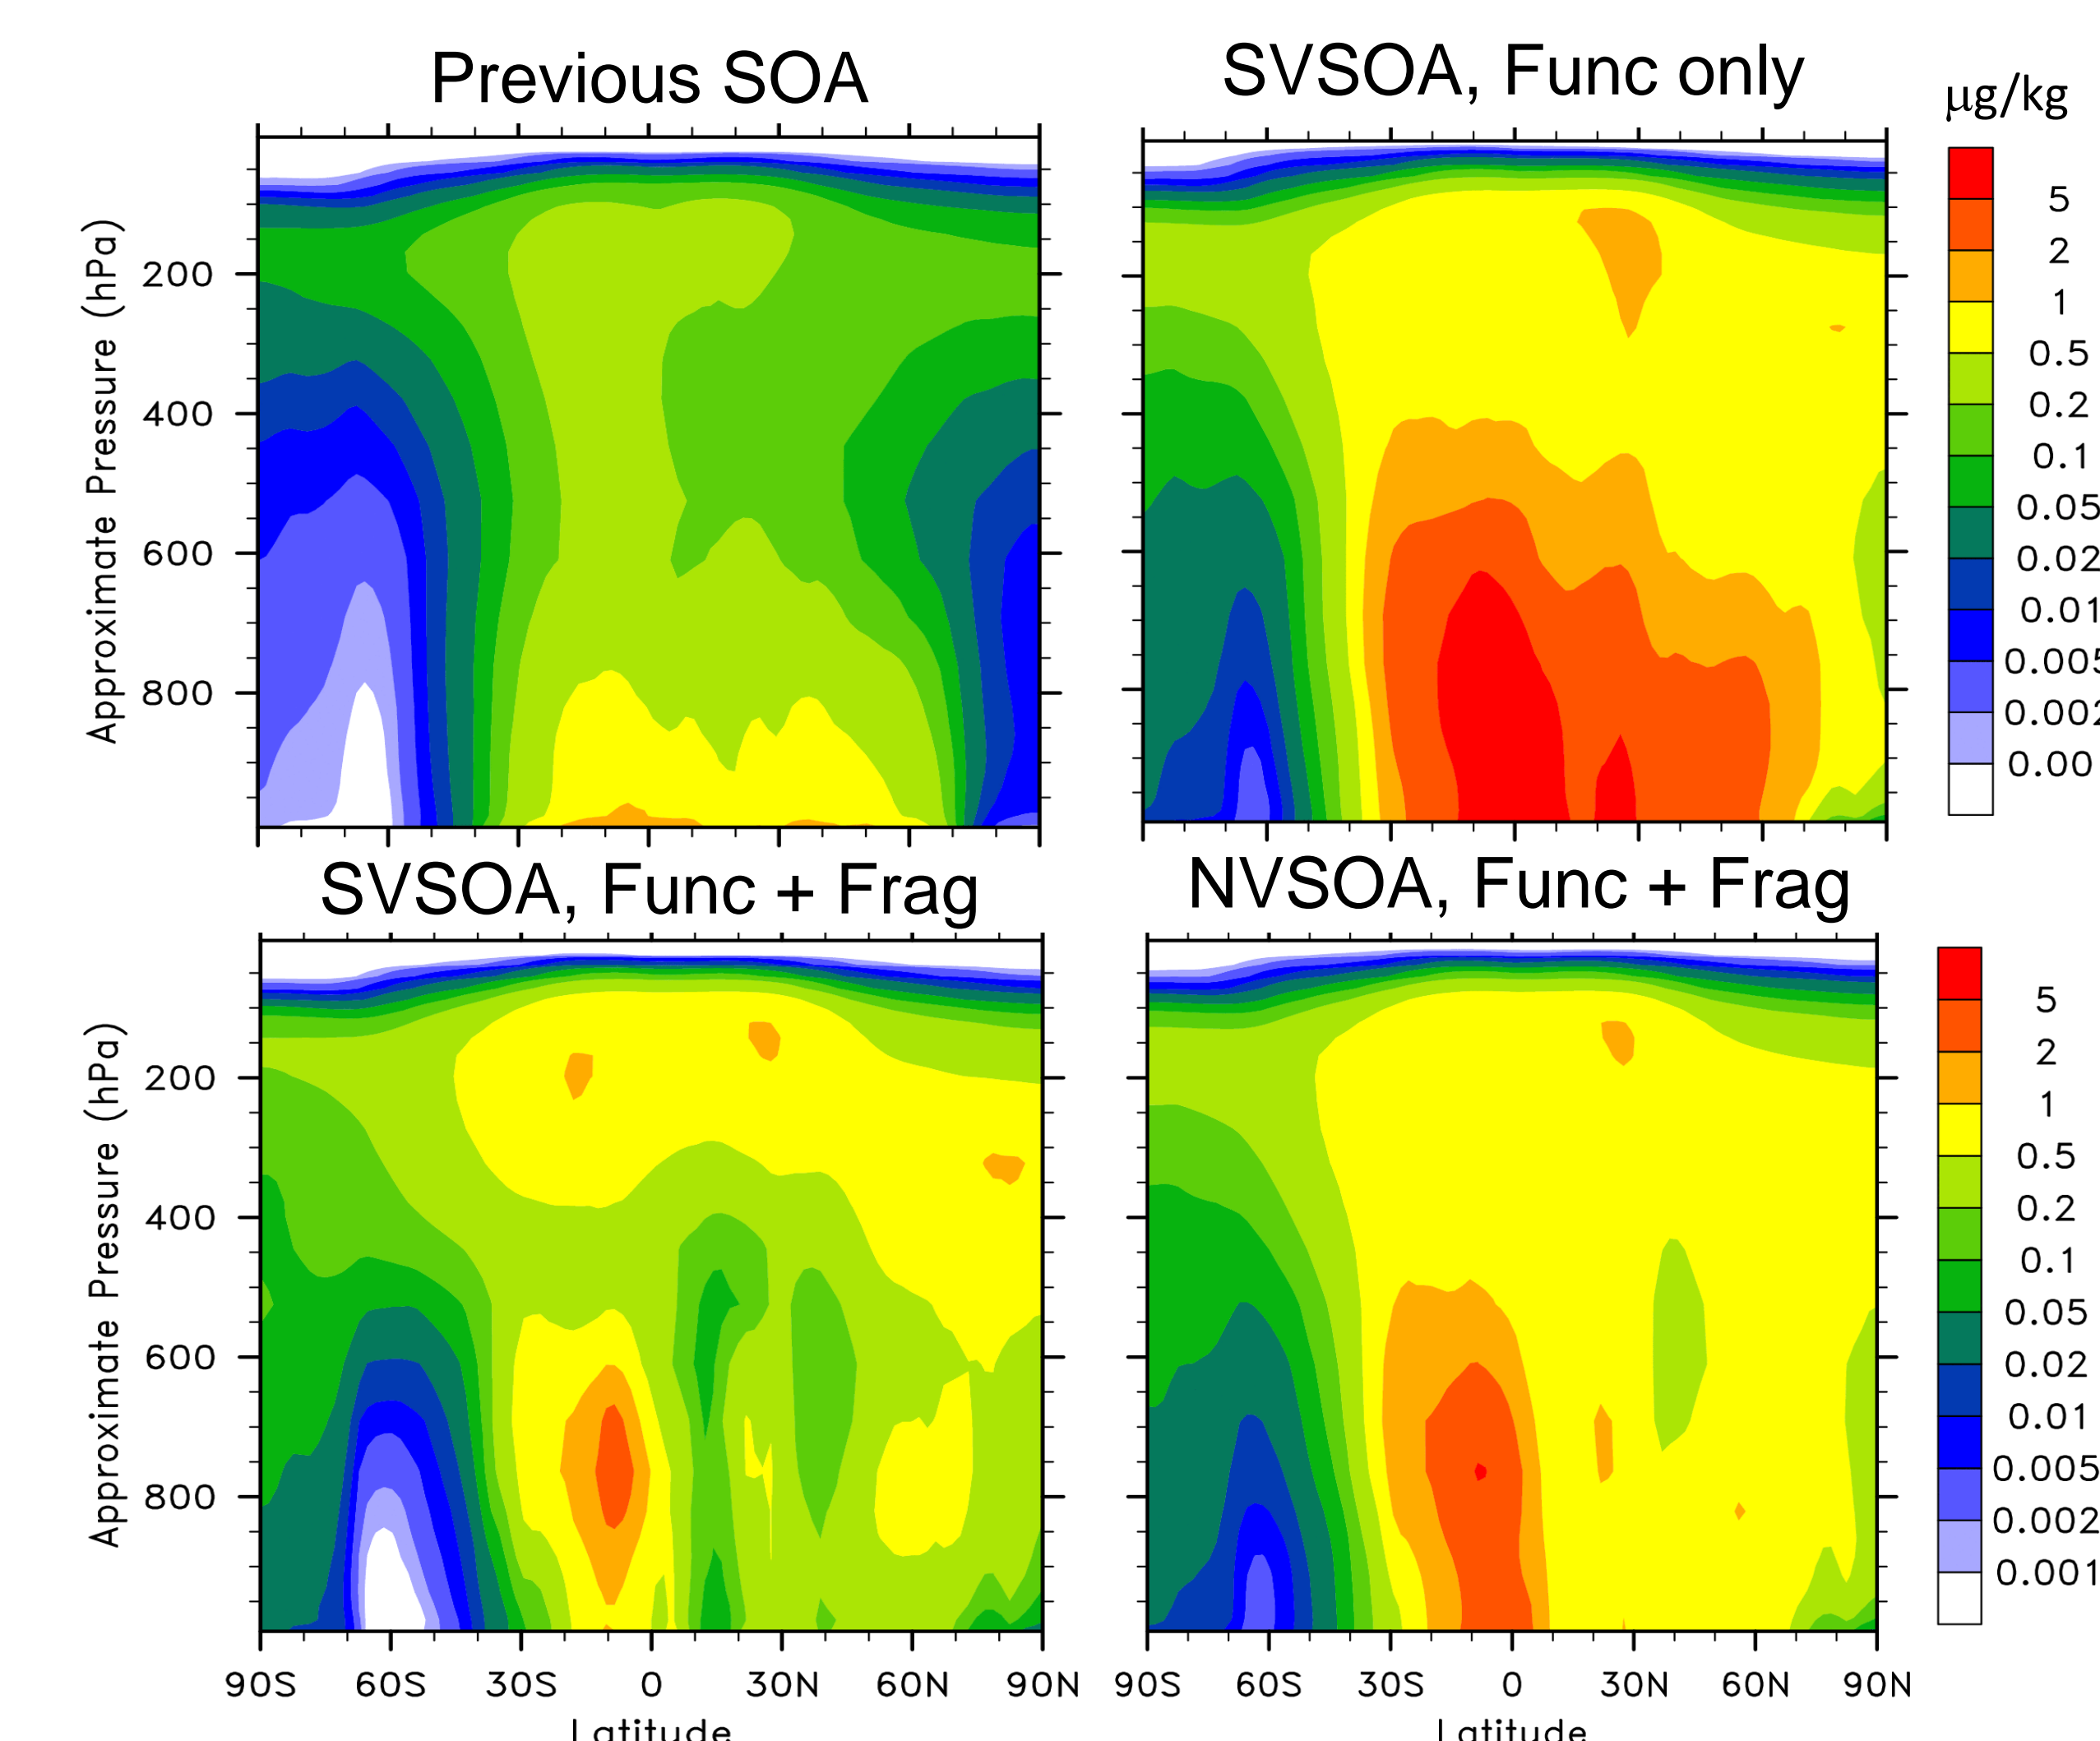 Previous SOA
SVSOA, Func only
μg/kg
Approximate Pressure (hPa)
200
400
600
800
5
2
1
0.5
0.2
0.1
0.05
0.02
0.01
0.005
0.002
0.00
SVSOA, Func + Frag
NVSOA, Func + Frag
Approximate Pressure (hPa)
200
400
600
800
5
2
1
0.5
0.2
0.1
0.05
0.02
0.01
0.005
0.002
0.001
90S 60S 30S 0 30N 60N 90N
90S 60S 30S 0 30N 60N 90N
Latitude
Latitude